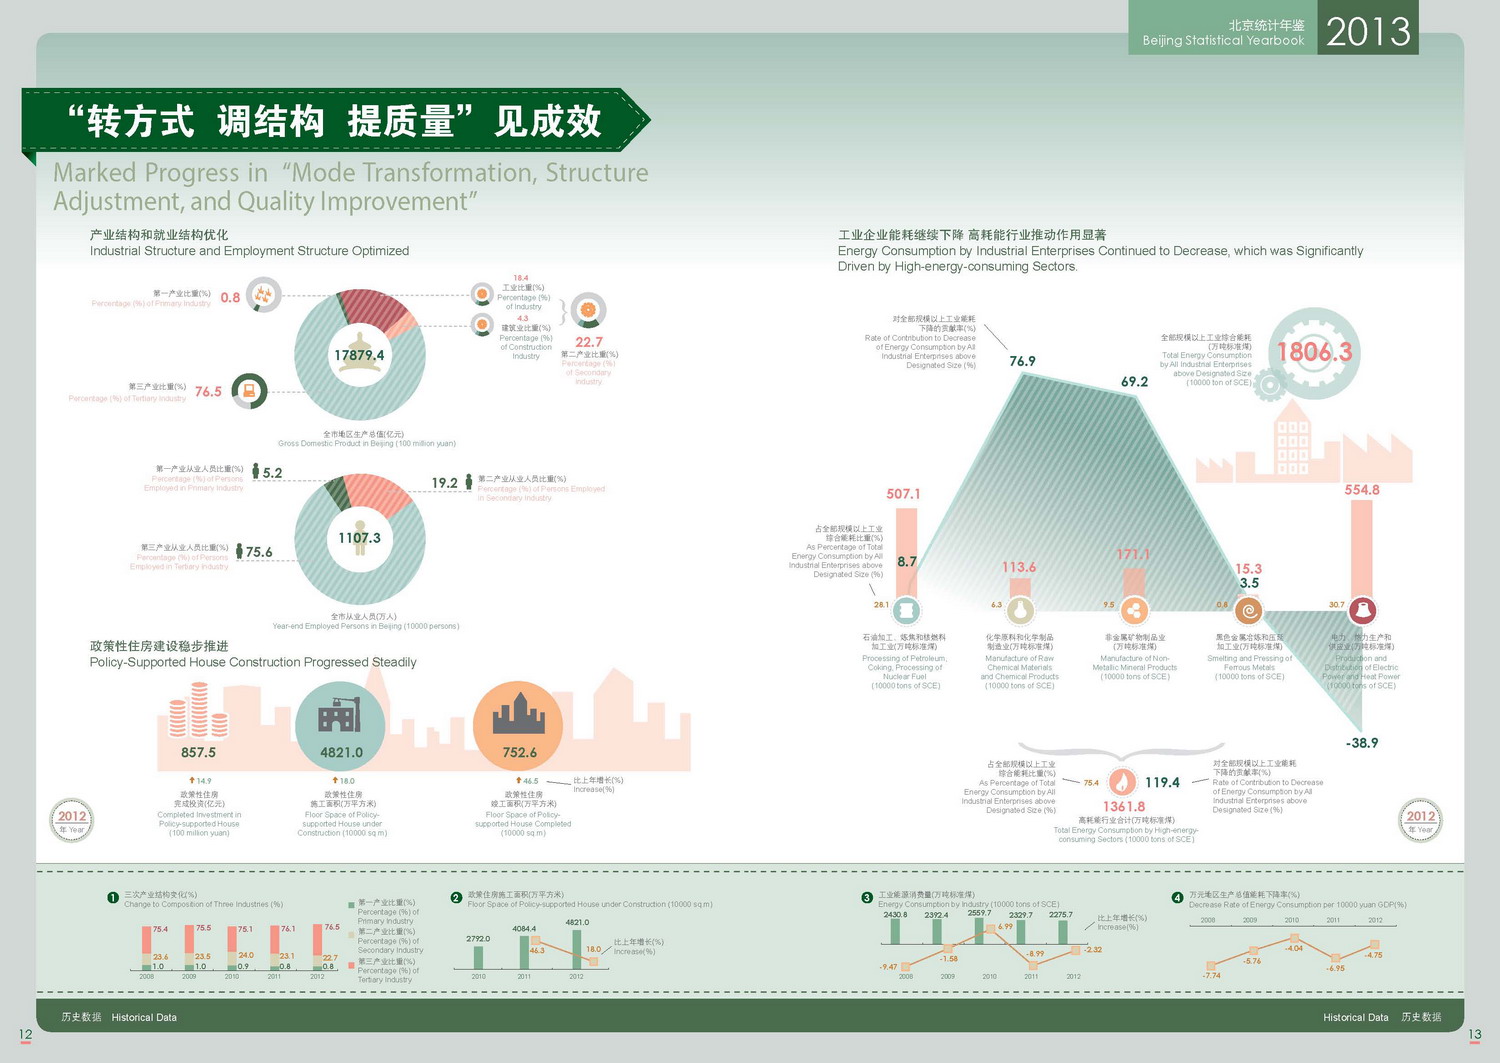 北京统计年鉴
Beijing Statistical Yearbook
2013
“转方式 调结构 提质量”见成效
Marked Progress in “Mode Transformation, Structure
Adjustment, and Quality Improvement”
产业结构和就业结构优化
Industrial Structure and Employment Structure Optimized
第一产业比重(%)
Percentage (%) of Primary Industry
0.8
18.4
工业比重(%)
Percentage (%)
of Industry
4.3
建筑业比重(%)
Percentage (%)
of Construction
Industry
22.7
第二产业比重(%)
Percentage (%)
of Secondary
Industry
17879.4
第三产业比重(%)
Percentage (%) of Tertiary Industry
76.5
全市地区生产总值(亿元)
Gross Domestic Product in Beijing (100 million yuan)
第一产业从业人员比重(%)
Percentage (%) of Persons
Employed in Primary Industry
5.2
19.2
第二产业从业人员比重(%)
Percentage (%) of Persons Employed
in Secondary Industry
1107.3
第三产业从业人员比重(%)
Percentage (%) of Persons
Employed in Tertiary Industry
75.6
全市从业人员(万人)
Year-end Employed Persons in Beijing (10000 persons)
政策性住房建设稳步推进
Policy-Supported House Construction Progressed Steadily
857.5
14.9
政策性住房
完成投资(亿元)
Completed Investment in
Policy-supported House
(100 million yuan)
4821.0
18.0
政策性住房
施工面积(万平方米)
Floor Space of Policy-
supported House under
Construction (10000 sq.m)
752.6
46.5
比上年增长(%)
Increase(%)
政策性住房
竣工面积(万平方米)
Floor Space of Policy-
supported House Completed
(10000 sq.m)
2012
年 Year
工业企业能耗继续下降 高耗能行业推动作用显著
Energy Consumption by Industrial Enterprises Continued to Decrease, which was Significantly
Driven by High-energy-consuming Sectors.
对全部规模以上工业能耗
下降的贡献率(%)
Rate of Contribution to Decrease
of Energy Consumption by All
Industrial Enterprises above
Designated Size (%)
76.9
69.2
全部规模以上工业综合能耗
(万吨标准煤)
Total Energy Consumption
by All Industrial Enterprises
above Designated Size
(10000 ton of SCE)
1806.3
507.1
占全部规模以上工业
综合能耗比重(%)
As Percentage of Total
Energy Consumption by All
Industrial Enterprises above
Designated Size (%)
8.7
28.1
113.6
6.3
171.1
9.5
15.3
3.5
0.8
554.8
30.7
石油加工、炼焦和核燃料
加工业(万吨标准煤)
Processing of Petroleum,
Coking, Processing of
Nuclear Fuel
(10000 tons of SCE)
化学原料和化学制品
制造业(万吨标准煤)
Manufacture of Raw
Chemical Materials
and Chemical Products
(10000 tons of SCE)
非金属矿物制品业
(万吨标准煤)
Manufacture of Non-
Metallic Mineral Products
(10000 tons of SCE)
黑色金属冶炼和压延
加工业(万吨标准煤)
Smelting and Pressing of
Ferrous Metals
(10000 tons of SCE)
电力、热力生产和
供应业(万吨标准煤)
Production and
Distribution of Electric
Power and Heat Power
(10000 tons of SCE)
-38.9
占全部规模以上工业
综合能耗比重(%)
As Percentage of Total
Energy Consumption by All
Industrial Enterprises above
Designated Size (%)
75.4
119.4
1361.8
高耗能行业合计(万吨标准煤)
Total Energy Consumption by High-energy-
consuming Sectors (10000 tons of SCE)
对全部规模以上工业能耗
下降的贡献率(%)
Rate of Contribution to Decrease
of Energy Consumption by All
Industrial Enterprises above
Designated Size (%)
2012
年 Year
1
三次产业结构变化(%)
Change to Composition of Three Industries (%)
75.4
75.5
75.1
76.1
76.5
23.6
23.5
24.0
23.1
22.7
1.0
1.0
0.9
0.8
0.8
2008
2009
2010
2011
2012
第一产业比重(%)
Percentage (%) of
Primary Industry
第二产业比重(%)
Percentage (%) of
Secondary Industry
第三产业比重(%)
Percentage (%) of
Tertiary Industry
2
政策住房施工面积(万平方米)
Floor Space of Policy-supported House under Construction (10000 sq.m)
2792.0
4084.4
4821.0
46.3
18.0
比上年增长(%)
Increase(%)
2010
2011
2012
3
工业能源消费量(万吨标准煤)
Energy Consumption by Industry (10000 tons of SCE)
2430.8
2392.4
2559.7
2329.7
2275.7
比上年增长(%)
Increase(%)
-9.47
-1.58
6.99
-8.99
-2.32
2008
2009
2010
2011
2012
4
万元地区生产总值能耗下降率(%)
Decrease Rate of Energy Consumption per 10000 yuan GDP(%)
2008
2009
2010
2011
2012
-7.74
-5.76
-4.04
-6.95
-4.75
历史数据 Historical Data
Historical Data 历史数据
12
13